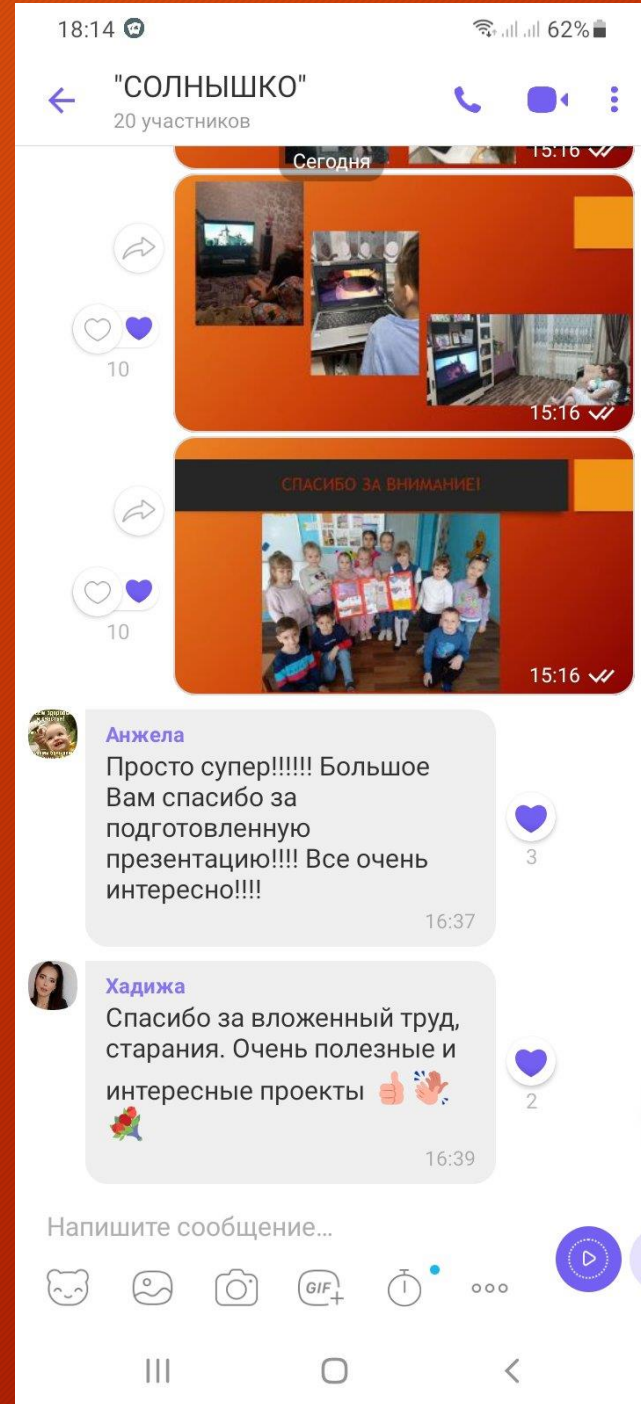 18:14
62%
"СОЛНЫШКО"
20 участников
Сегодня
15:16
10
15:16
СПАСИБО ЗА ВНИМАНИЕ!
10
15:16
Анжела
Просто супер!!!!!! Большое
Вам спасибо за
подготовленную
презентацию!!!! Все очень
интересно!!!!
3
16:37
Хадижа
Спасибо за вложенный труд,
старания. Очень полезные и
интересные проекты 👍👏
💐
2
16:39
Напишите сообщение...
GIF